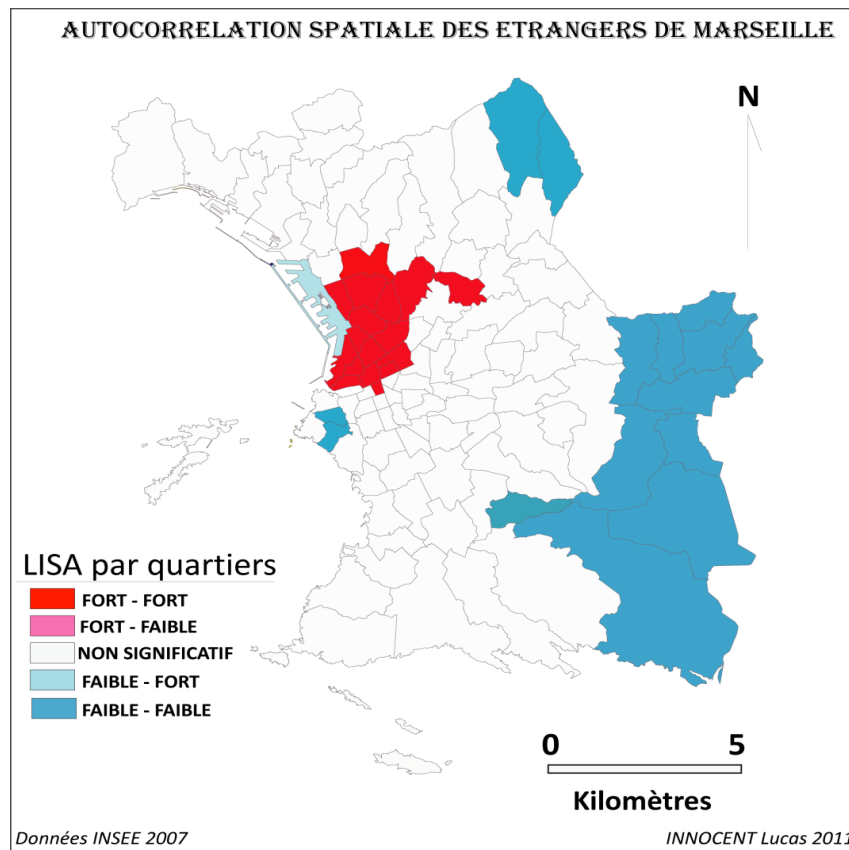 AUTOCORRELATION SPATIALE DES ETRANGERS DE MARSEILLE
N
LISA par quartiers
FORT - FORT
FORT - FAIBLE
NON SIGNIFICATIF
FAIBLE - FORT
FAIBLE - FAIBLE
0 5
Kilomètres
Données INSEE 2007 INNOCENT Lucas 2011